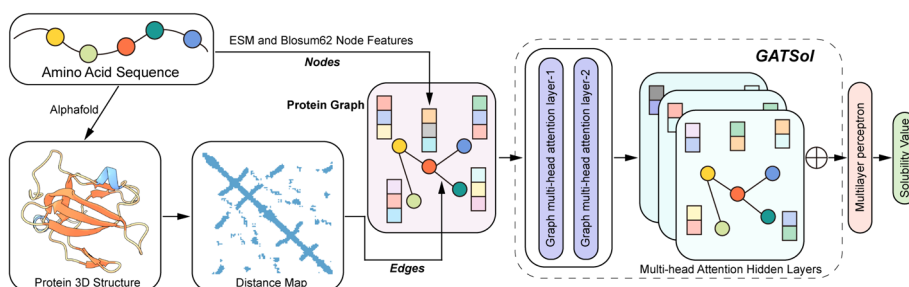 Amino Acid Sequence
ESM and Blosum62 Node Features
Nodes
Alphafold
Protein 3D Structure
Distance Map
Edges
Protein Graph
GATSol
Graph multi-head attention layer-1
Graph multi-head attention layer-2
Multi-head Attention Hidden Layers
Multilayer perceptron
Solubility Value